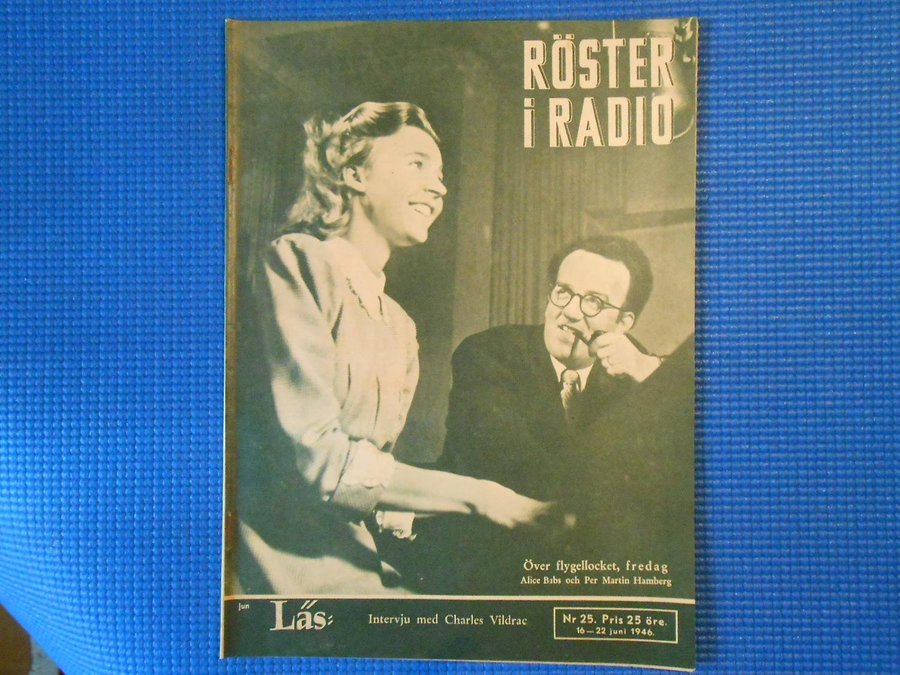 RÖSTER
i RADIO
Över flygellocket, fredag
Alice Babs och Per Martin Hamberg
Jun
Läs:
Intervju med Charles Vildrac
Nr 25. Pris 25 öre.
16—22 juni 1946.